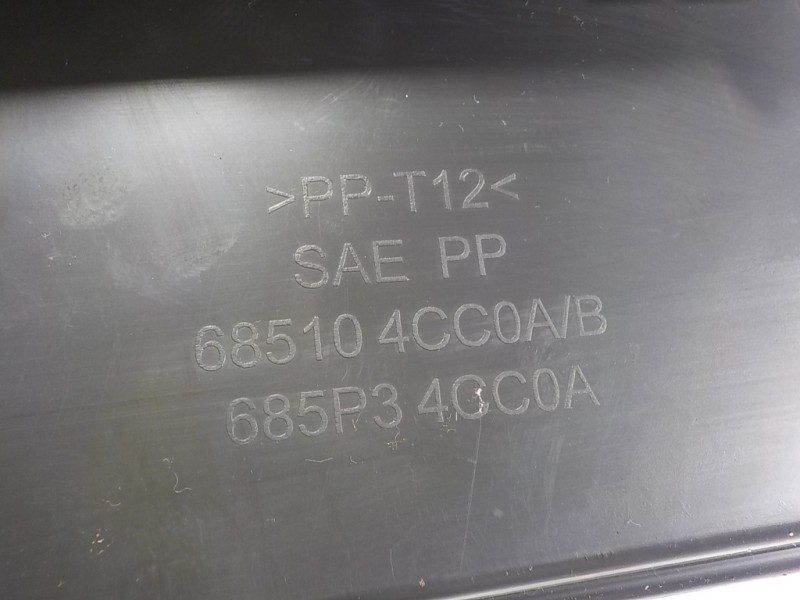 >PP-T12<
SAE PP
68510 4CC0A/B
685P3 4CC0A